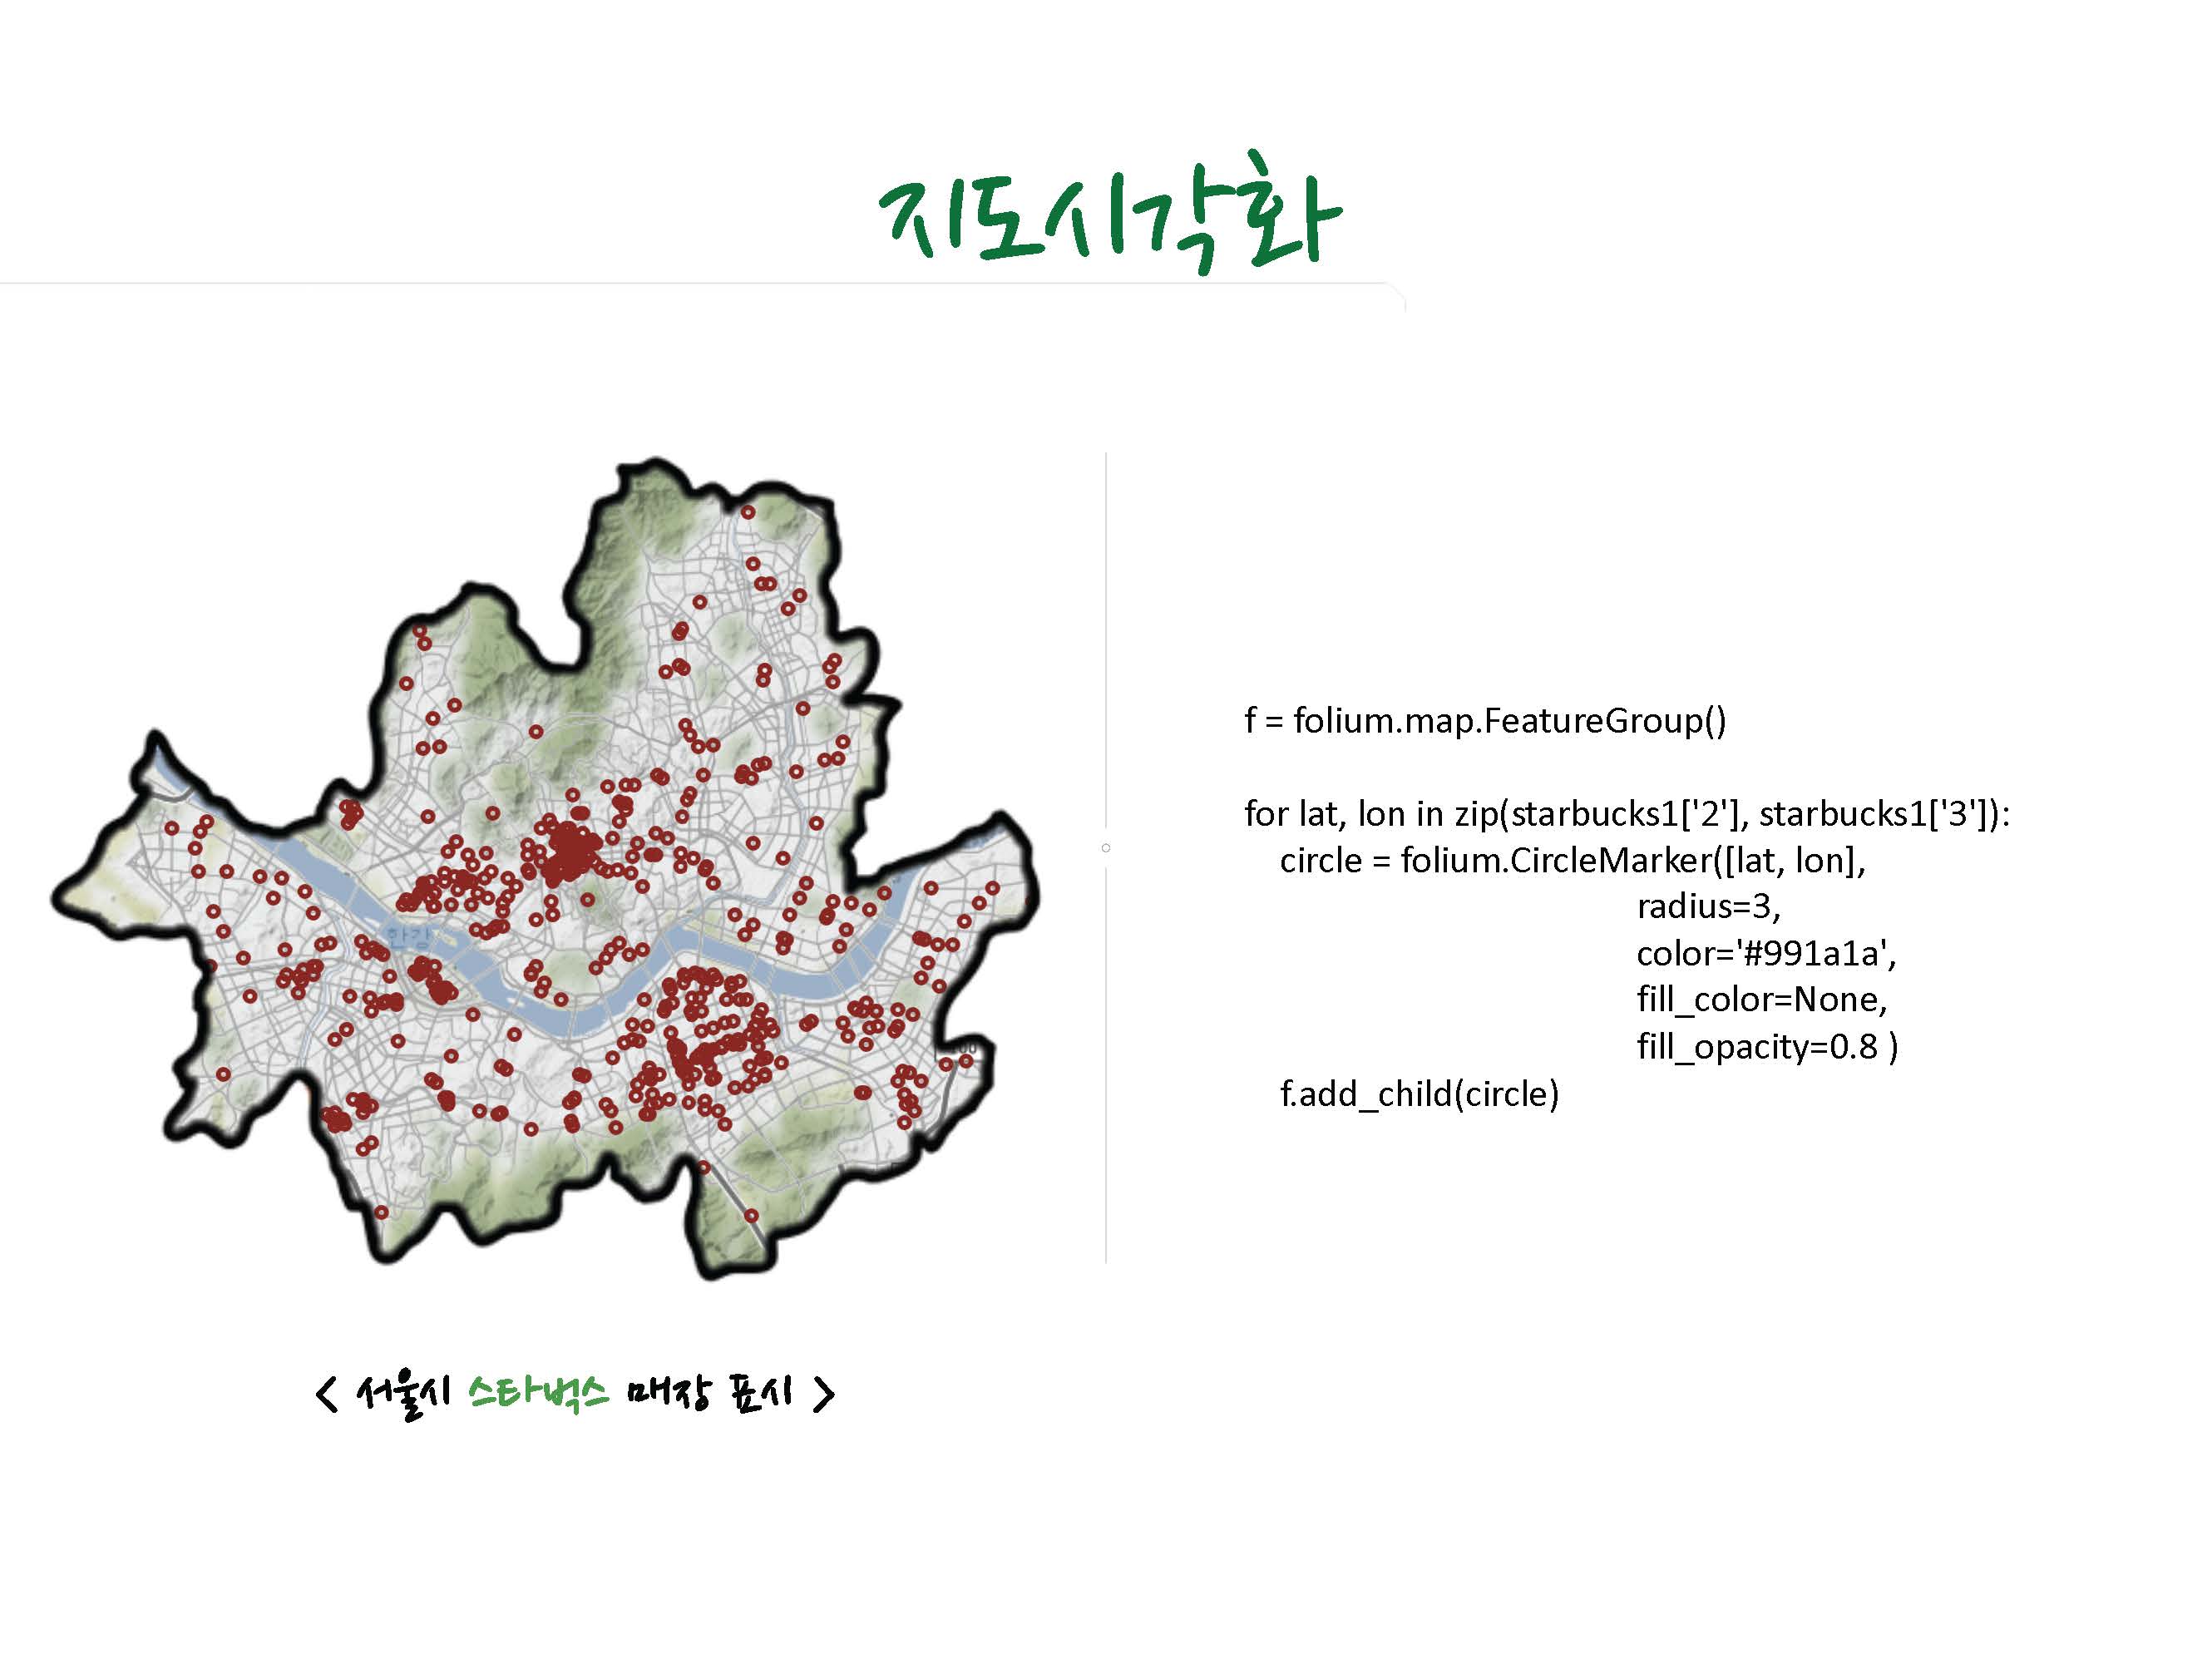 지도시각화
한강
f = folium.map.FeatureGroup()
for lat, lon in zip(starbucks1['2'], starbucks1['3']):
circle = folium.CircleMarker([lat, lon],
radius=3,
color='#991a1a',
fill_color=None,
fill_opacity=0.8 )
f.add_child(circle)
< 서울시 스타벅스 매장 표시 >